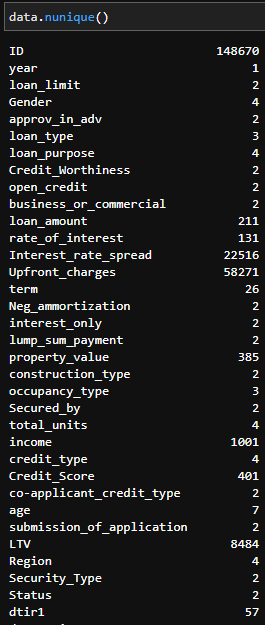 data.nunique()
ID 148670
year 1
loan_limit 2
Gender 4
approv_in_adv 2
loan_type 3
loan_purpose 4
Credit_Worthiness 2
open_credit 2
business_or_commercial 2
loan_amount 211
rate_of_interest 131
Interest_rate_spread 22516
Upfront_charges 58271
term 26
Neg_ammortization 2
interest_only 2
lump_sum_payment 2
property_value 385
construction_type 2
occupancy_type 3
Secured_by 2
total_units 4
income 1001
credit_type 4
Credit_Score 401
co-applicant_credit_type 2
age 7
submission_of_application 2
LTV 8484
Region 4
Security_Type 2
Status 2
dtir1 57